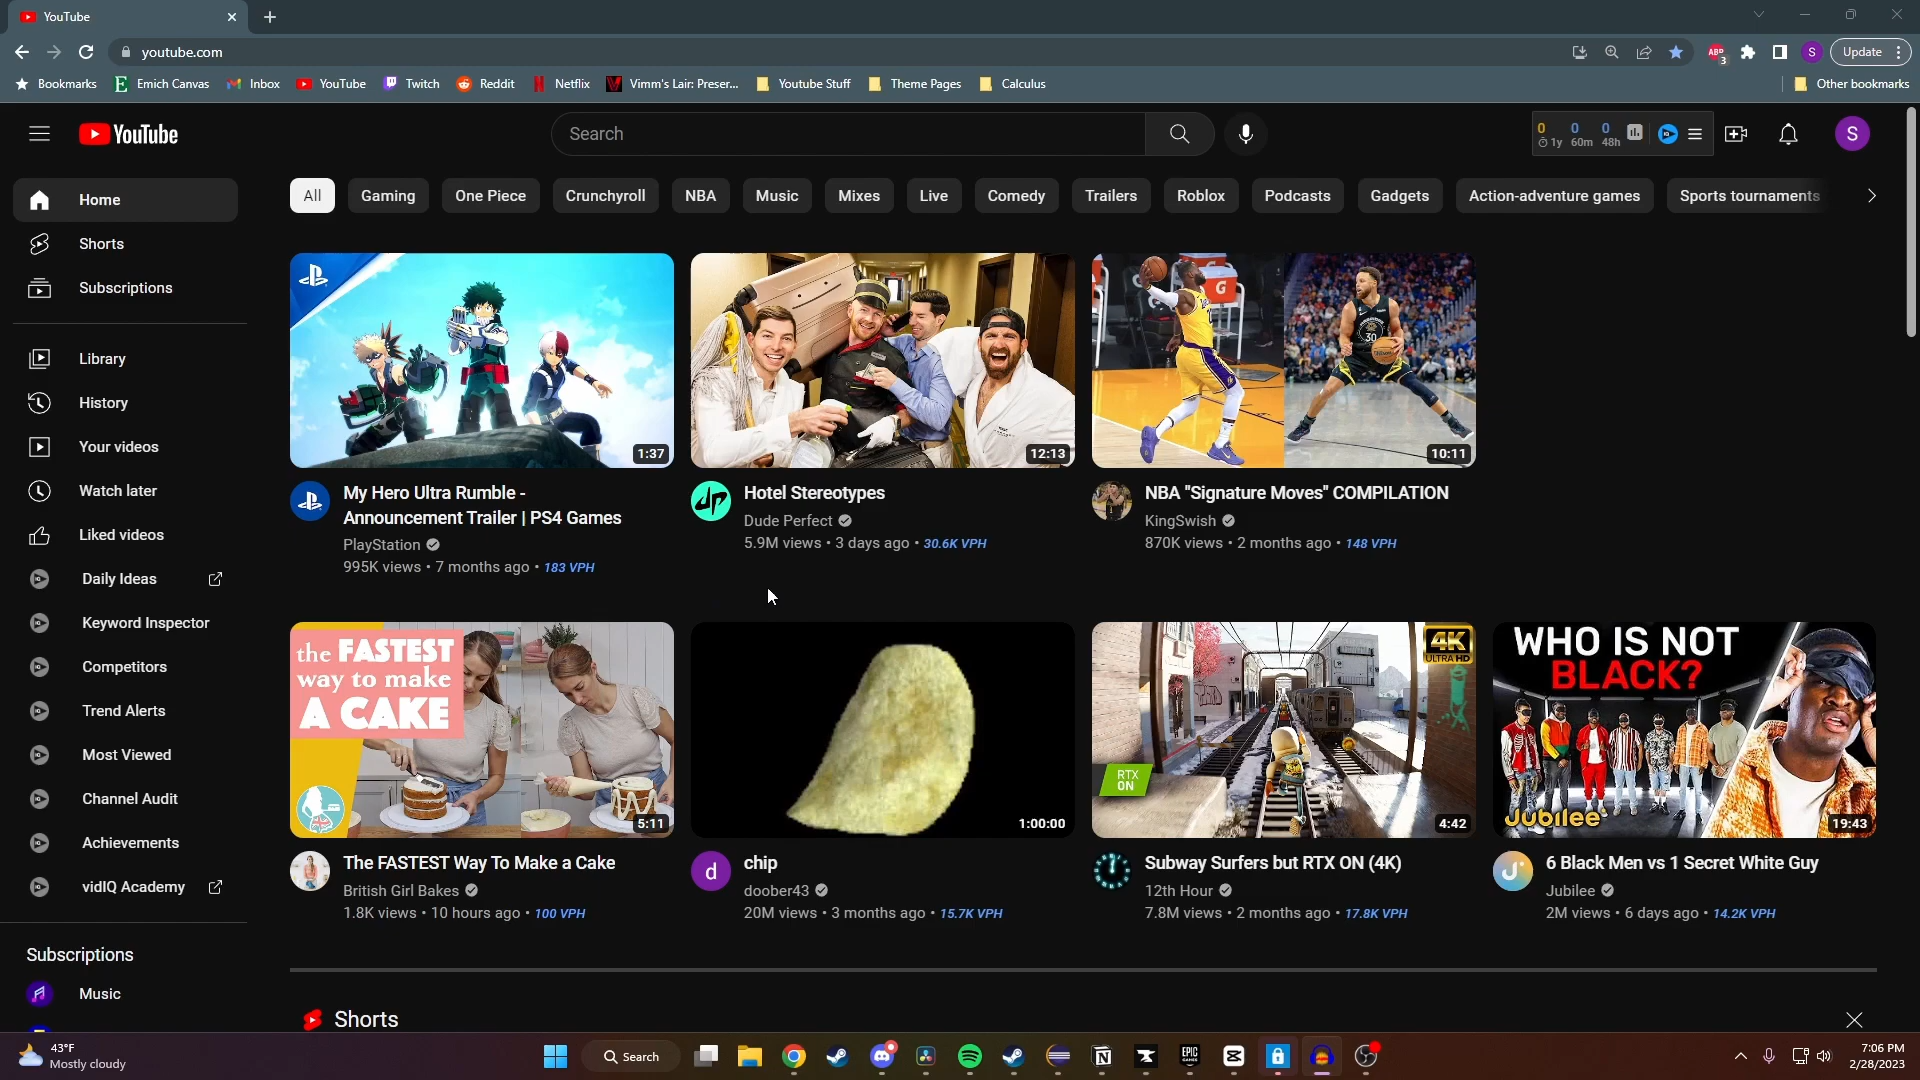 YouTube
youtube.com
ABP
3
S
Update
Bookmarks
Emich Canvas
Inbox
YouTube
Twitch
Reddit
Netflix
Vimm's Lair: Preser...
Youtube Stuff
Theme Pages
Calculus
Other bookmarks
YouTube
Search
0
1y
0
60m
0
48h
S
All
Gaming
One Piece
Crunchyroll
NBA
Music
Mixes
Live
Comedy
Trailers
Roblox
Podcasts
Gadgets
Action-adventure games
Sports tournaments
Home
Shorts
Subscriptions
Library
History
Your videos
Watch later
Liked videos
Daily Ideas
Keyword Inspector
Competitors
Trend Alerts
Most Viewed
Channel Audit
Achievements
vidIQ Academy
Subscriptions
Music
1:37
My Hero Ultra Rumble -
Announcement Trailer | PS4 Games
PlayStation
995K views • 7 months ago • 183 VPH
12:13
dp
Hotel Stereotypes
Dude Perfect
5.9M views • 3 days ago • 30.6K VPH
G
30
10:11
NBA "Signature Moves" COMPILATION
KingSwish
870K views • 2 months ago • 148 VPH
the FASTEST
way to make
A CAKE
5:11
The FASTEST Way To Make a Cake
British Girl Bakes
1.8K views • 10 hours ago • 100 VPH
1:00:00
d
chip
doober43
20M views • 3 months ago • 15.7K VPH
4K
ULTRA HD
RTX
ON
4:42
Subway Surfers but RTX ON (4K)
12th Hour
7.8M views • 2 months ago • 17.8K VPH
WHO IS NOT
BLACK?
Jubilee
19:43
J
6 Black Men vs 1 Secret White Guy
Jubilee
2M views • 6 days ago • 14.2K VPH
Shorts
43°F
Mostly cloudy
Search
EPIC
7:06 PM
2/28/2023